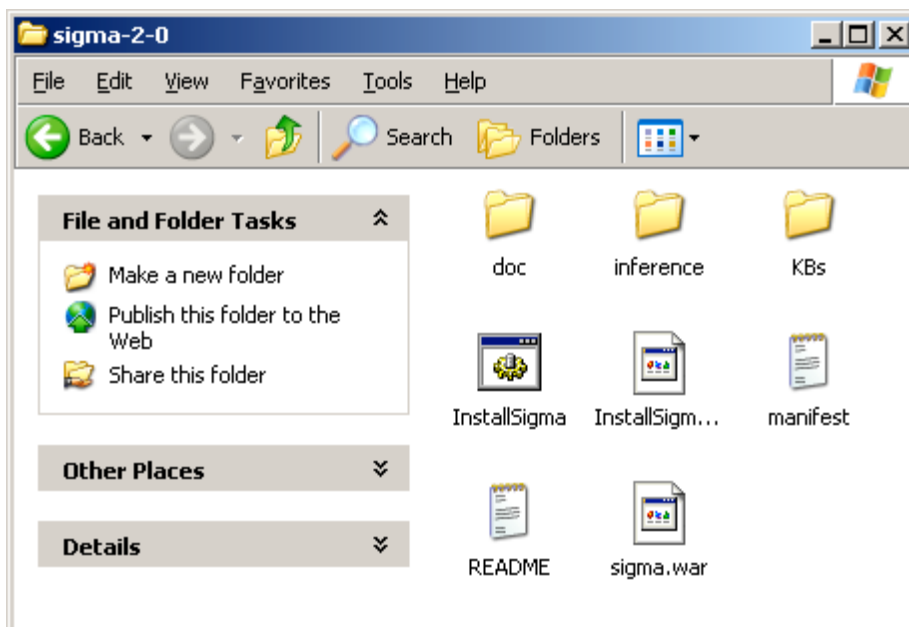 sigma-2-0
File Edit View Favorites Tools Help
Back Search Folders
File and Folder Tasks
Make a new folder
Publish this folder to the
Web
Share this folder
Other Places
Details
doc inference KBs
InstallSigma InstallSigm... manifest
README sigma.war